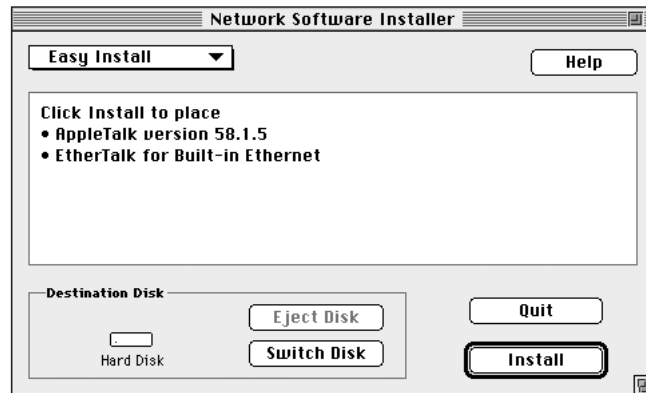 Network Software Installer
Easy Install
Help
Click Install to place
• AppleTalk version 58.1.5
• EtherTalk for Built-in Ethernet
Destination Disk
Eject Disk
Quit
Hard Disk
Switch Disk
Install